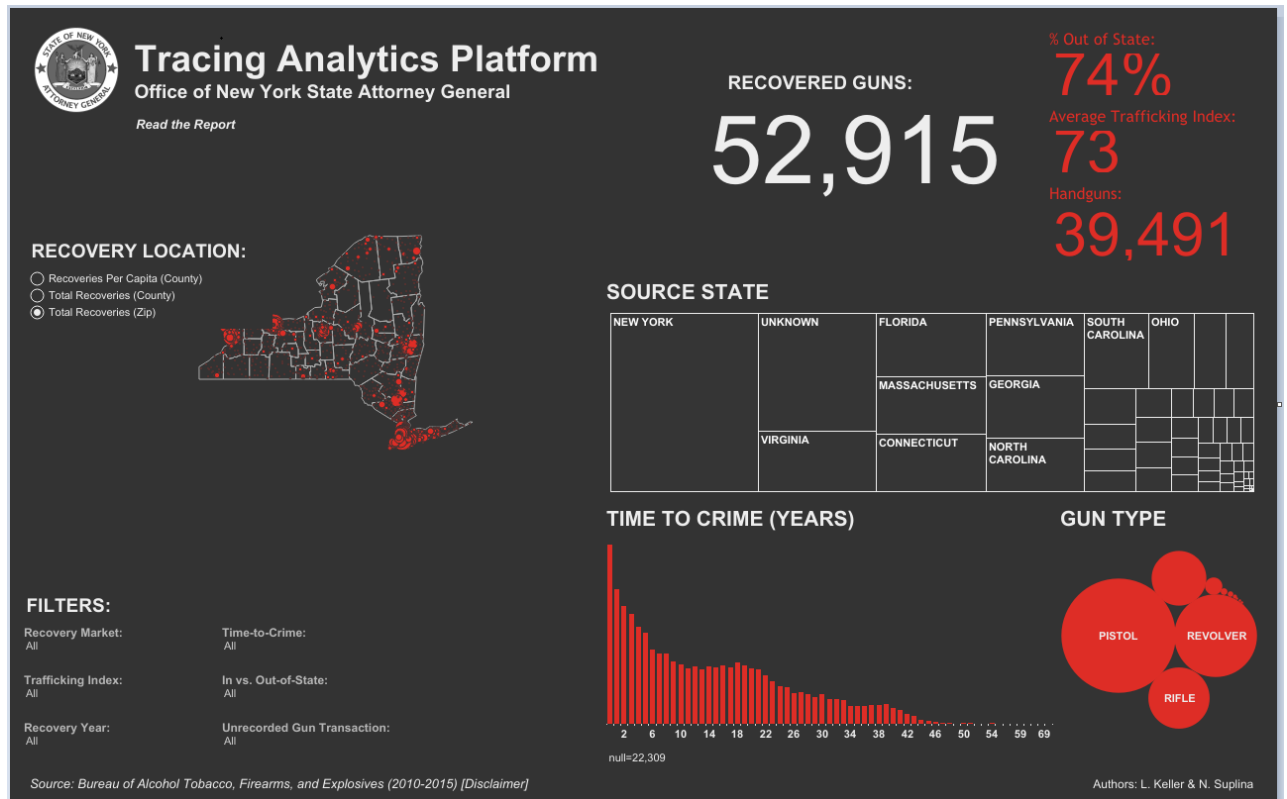 STATE OF NEW YORK
ATTORNEY GENERAL
Tracing Analytics Platform
Office of New York State Attorney General
Read the Report
RECOVERED GUNS:
52,915
% Out of State:
74%
Average Trafficking Index:
73
Handguns:
39,491
RECOVERY LOCATION:
Recoveries Per Capita (County)
Total Recoveries (County)
Total Recoveries (Zip)
SOURCE STATE
NEW YORK
UNKNOWN
FLORIDA
PENNSYLVANIA
SOUTH
CAROLINA
OHIO
MASSACHUSETTS
GEORGIA
VIRGINIA
CONNECTICUT
NORTH
CAROLINA
TIME TO CRIME (YEARS)
2 6 10 14 18 22 26 30 34 38 42 46 50 54 59 69
null=22,309
GUN TYPE
PISTOL
REVOLVER
RIFLE
FILTERS:
Recovery Market:
All
Time-to-Crime:
All
Trafficking Index:
All
In vs. Out-of-State:
All
Recovery Year:
All
Unrecorded Gun Transaction:
All
Source: Bureau of Alcohol Tobacco, Firearms, and Explosives (2010-2015) [Disclaimer]
Authors: L. Keller & N. Suplina